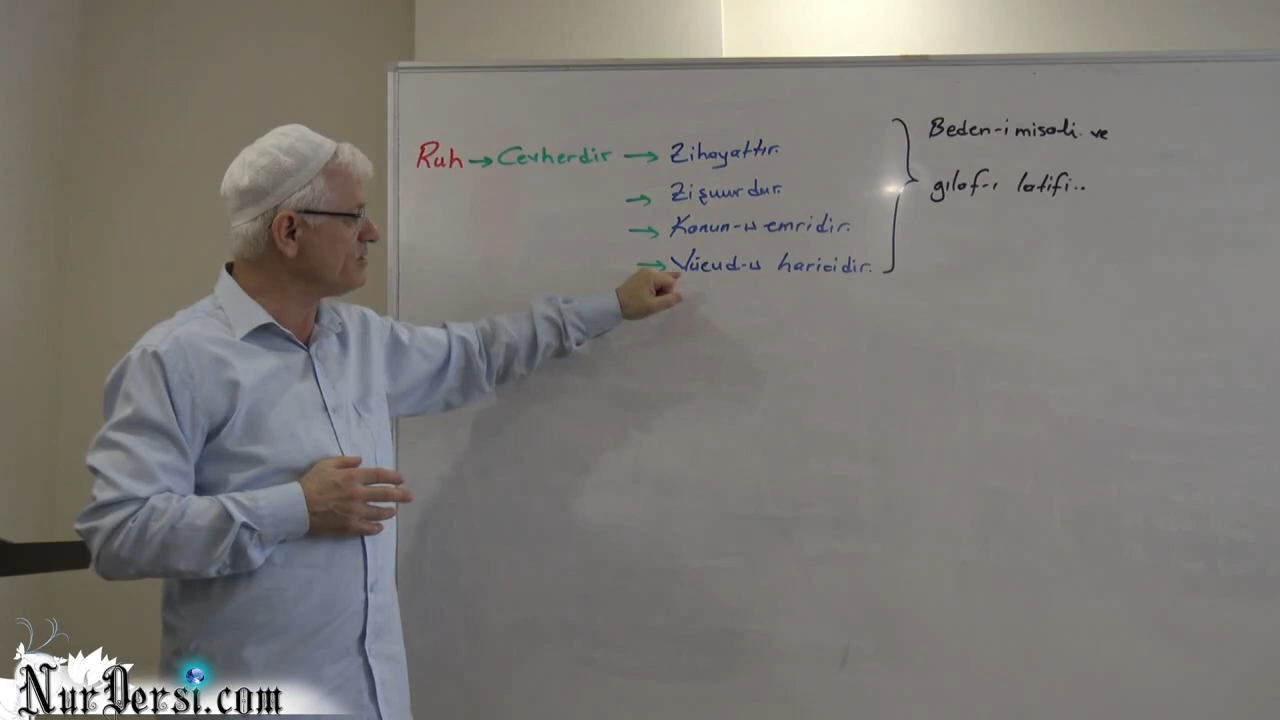 Ruh → Cevherdir → Zihayattır.
→ Zişuurdur.
→ Kanun-u emridir.
→ Vücud-u haricidir.
Beden-i misali ve
gılaf-ı latifi..
NurDersi.com